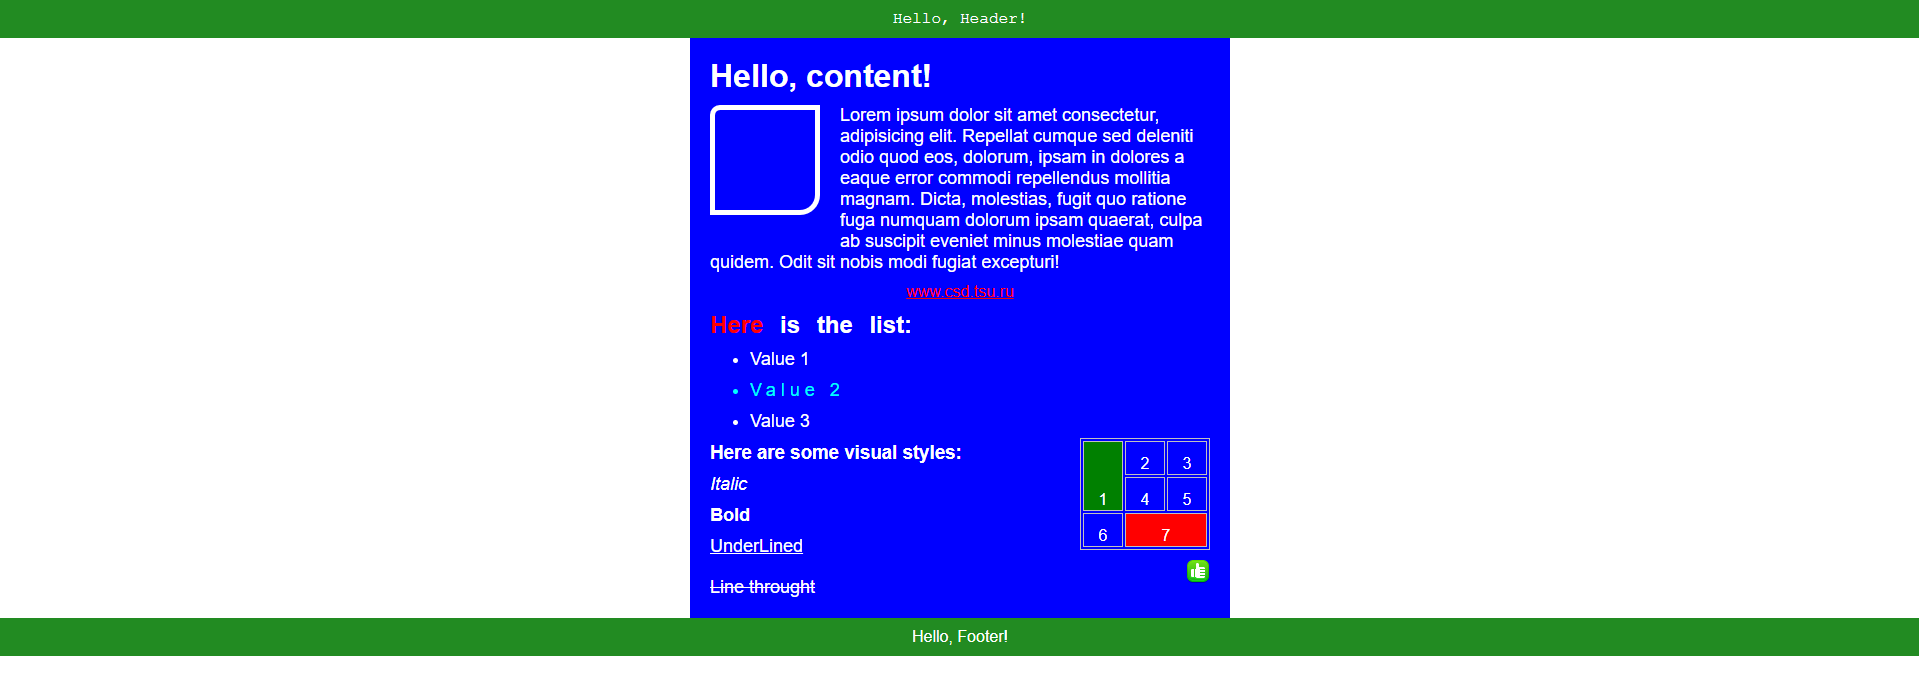 Hello, Header!
Hello, content!
Lorem ipsum dolor sit amet consectetur,
adipisicing elit. Repellat cumque sed deleniti
odio quod eos, dolorum, ipsam in dolores a
eaque error commodi repellendus mollitia
magnam. Dicta, molestias, fugit quo ratione
fuga numquam dolorum ipsam quaerat, culpa
ab suscipit eveniet minus molestiae quam
quidem. Odit sit nobis modi fugiat excepturi!
www.csd.tsu.ru
Here is the list:
Value 1
Value 2
Value 3
Here are some visual styles:
Italic
Bold
UnderLined
Line throught
2 3
1 4 5
6 7
Hello, Footer!